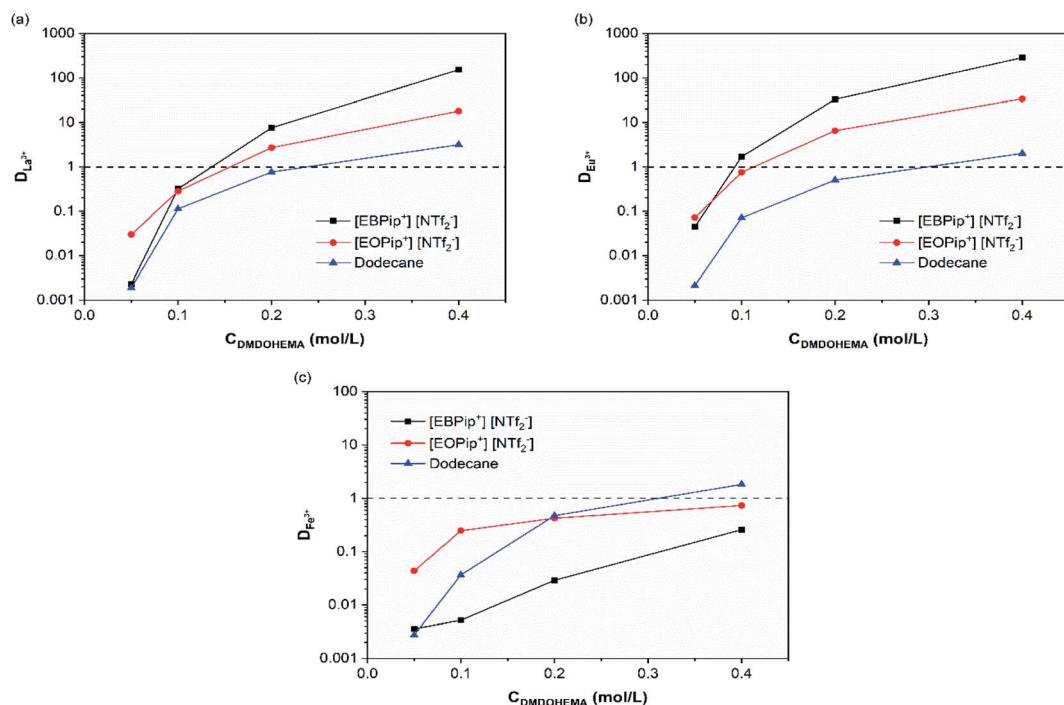 (a)
1000
100
10
1
0.1
0.01
0.001
D_La³⁺
[EBPip⁺] [NTf₂⁻]
[EOPip⁺] [NTf₂⁻]
Dodecane
0.0 0.1 0.2 0.3 0.4
C_DMDOHEMA (mol/L)
(b)
1000
100
10
1
0.1
0.01
0.001
D_Eu³⁺
[EBPip⁺] [NTf₂⁻]
[EOPip⁺] [NTf₂⁻]
Dodecane
0.0 0.1 0.2 0.3 0.4
C_DMDOHEMA (mol/L)
(c)
100
10
1
0.1
0.01
0.001
D_Fe³⁺
[EBPip⁺] [NTf₂⁻]
[EOPip⁺] [NTf₂⁻]
Dodecane
0.0 0.1 0.2 0.3 0.4
C_DMDOHEMA (mol/L)